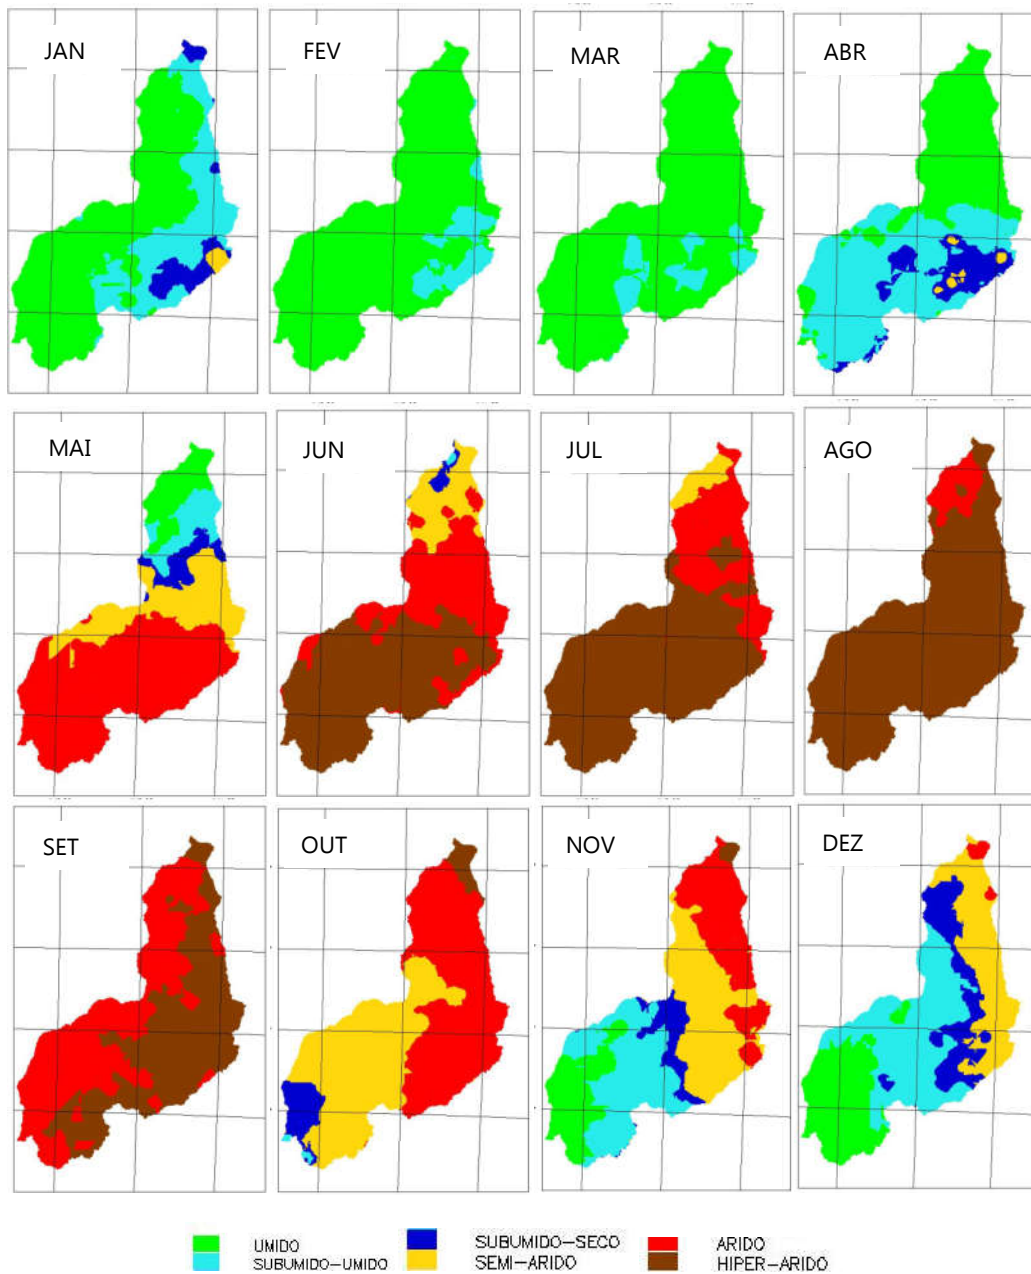 JAN
FEV
MAR
ABR
MAI
JUN
JUL
AGO
SET
OUT
NOV
DEZ
UMIDO
SUBUMIDO-UMIDO
SUBUMIDO-SECO
SEMI-ARIDO
ARIDO
HIPER-ARIDO